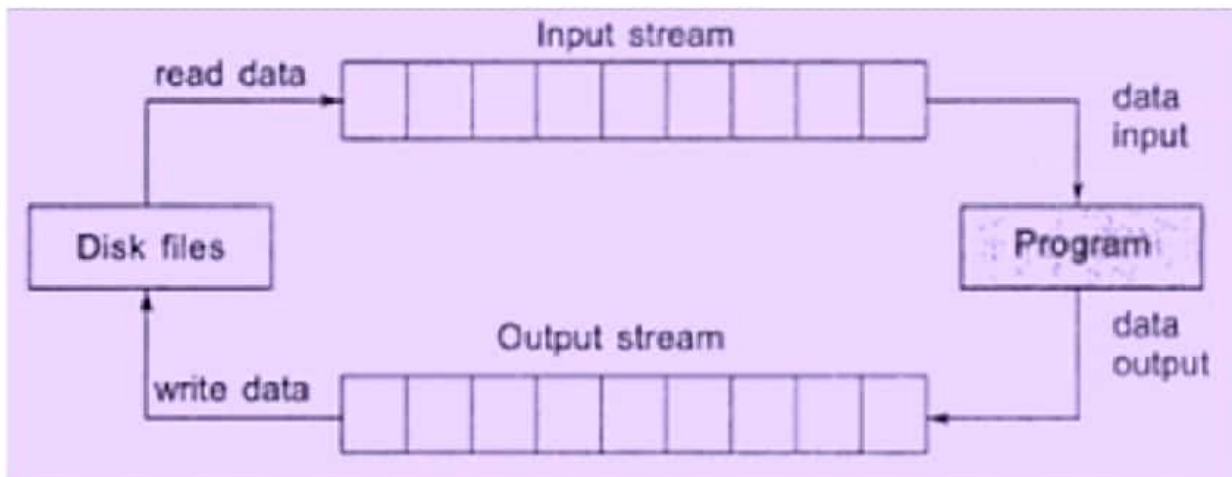 Input stream
read data
data
input
Disk files
Program
Output stream
data
output
write data